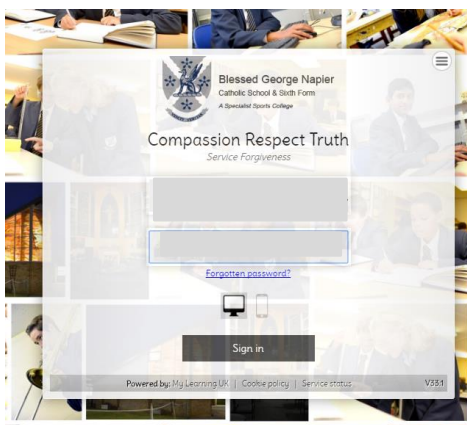 Blessed George Napier
Catholic School & Sixth Form
A Specialist Sports College
Compassion Respect Truth
Service Forgiveness
Forgotten password?
Sign in
Powered by: My Learning UK | Cookie policy | Service status V3.3.1